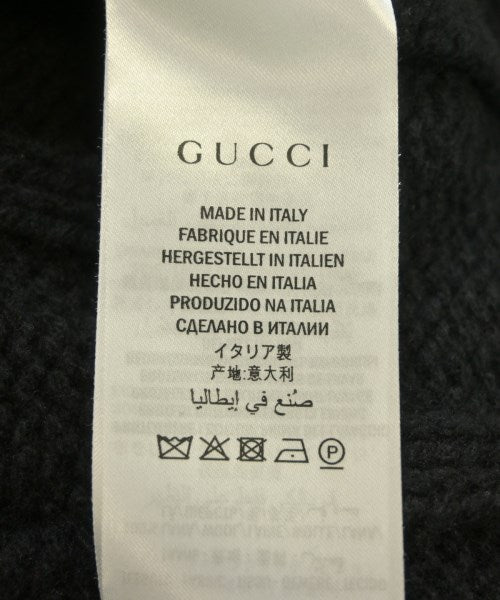 GUCCI
MADE IN ITALY
FABRIQUE EN ITALIE
HERGESTELLT IN ITALIEN
HECHO EN ITALIA
PRODUZIDO NA ITALIA
СДЕЛАНО В ИТАЛИИ
イタリア製
产地:意大利
صُنع في إيطاليا
P